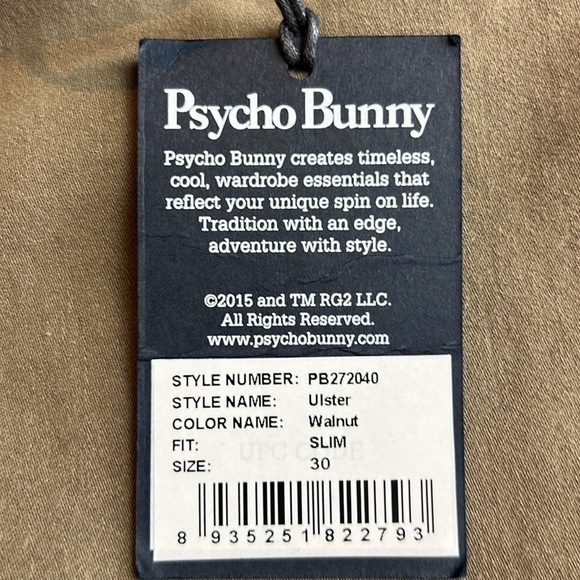 Psycho Bunny
Psycho Bunny creates timeless,
cool, wardrobe essentials that
reflect your unique spin on life.
Tradition with an edge,
adventure with style.
©2015 and TM RG2 LLC.
All Rights Reserved.
www.psychobunny.com
STYLE NUMBER: PB272040
STYLE NAME: Ulster
COLOR NAME: Walnut
FIT: SLIM
UPC CODE
SIZE: 30
8 935251 822793